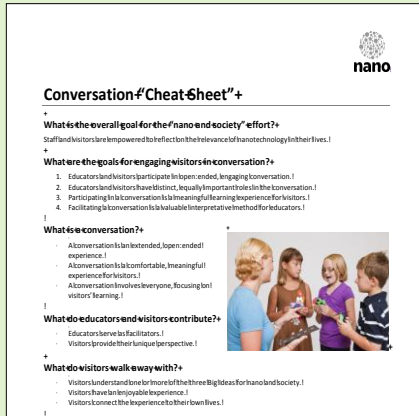 nano
Conversation+“Cheat+Sheet”+
+
What+is+the+overall+goal+for+the+“nano+and+society”+effort?+
Staff!and!visitors!are!empowered!to!reflect!on!the!relevance!of!nanotechnology!in!their!lives.!
+
What+are+the+goals+for+engaging+visitors+in+conversation?+
1. Educators!and!visitors!participate!in!open:ended,!engaging!conversation.!
2. Educators!and!visitors!have!distinct,!equally!important!roles!in!the!conversation.!
3. Participating!in!a!conversation!is!a!meaningful!learning!experience!for!visitors.!
4. Facilitating!a!conversation!is!a!valuable!interpretative!method!for!educators.!
!
What+is+a+conversation?+
· A!conversation!is!an!extended,!open:ended!
experience.!
· A!conversation!is!a!comfortable,!meaningful!
experience!for!visitors.!
· A!conversation!involves!everyone,!focusing!on!
visitors’!learning.!
!
What+do+educators+and+visitors+contribute?+
· Educators!serve!as!facilitators.!
· Visitors!provide!their!unique!perspective.!
+
What+do+visitors+walk+away+with?+
· Visitors!understand!one!or!more!of!the!three!Big!Ideas!for!nano!and!society.!
· Visitors!have!an!enjoyable!experience.!
· Visitors!connect!the!experience!to!their!own!lives.!
!